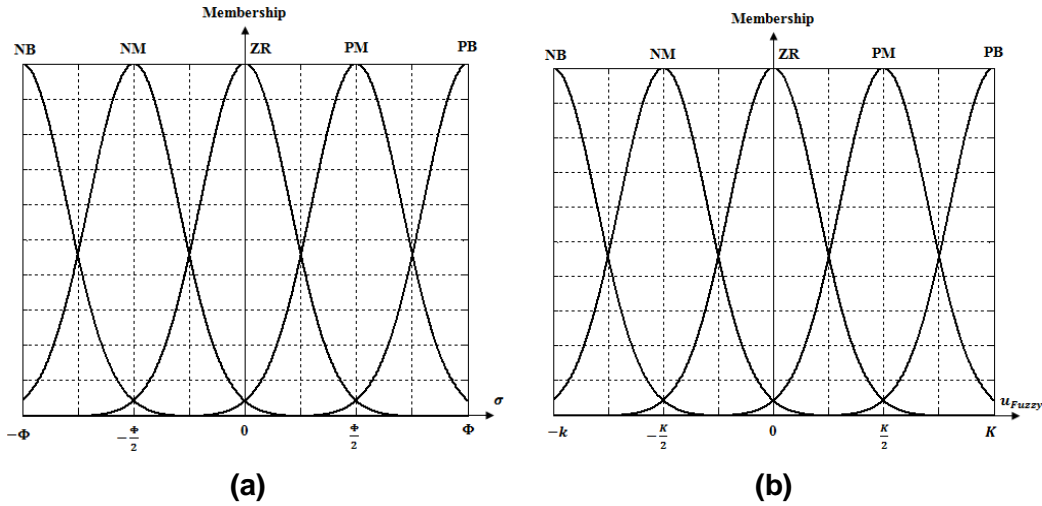 Membership
NB NM ZR PM PB
σ
−Φ −Φ/2 0 Φ/2 Φ
(a)
Membership
NB NM ZR PM PB
u_Fuzzy
−k −K/2 0 K/2 K
(b)